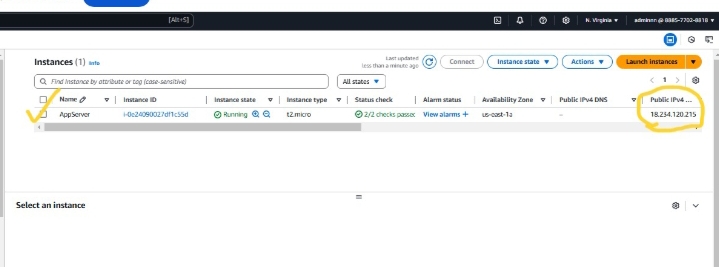 [Alt+S]
N. Virginia
adminnn @ 8885-7702-8818
Instances (1) Info
Last updated
less than a minute ago
Connect
Instance state
Actions
Launch instances
Find Instance by attribute or tag (case-sensitive)
All states
1
Name
Instance ID
Instance state
Instance type
Status check
Alarm status
Availability Zone
Public IPv4 DNS
Public IPv4 ...
AppServer
i-0e24090027df1c55d
Running
t2.micro
2/2 checks passec
View alarms +
us-east-1a
–
18.234.120.215
Select an instance